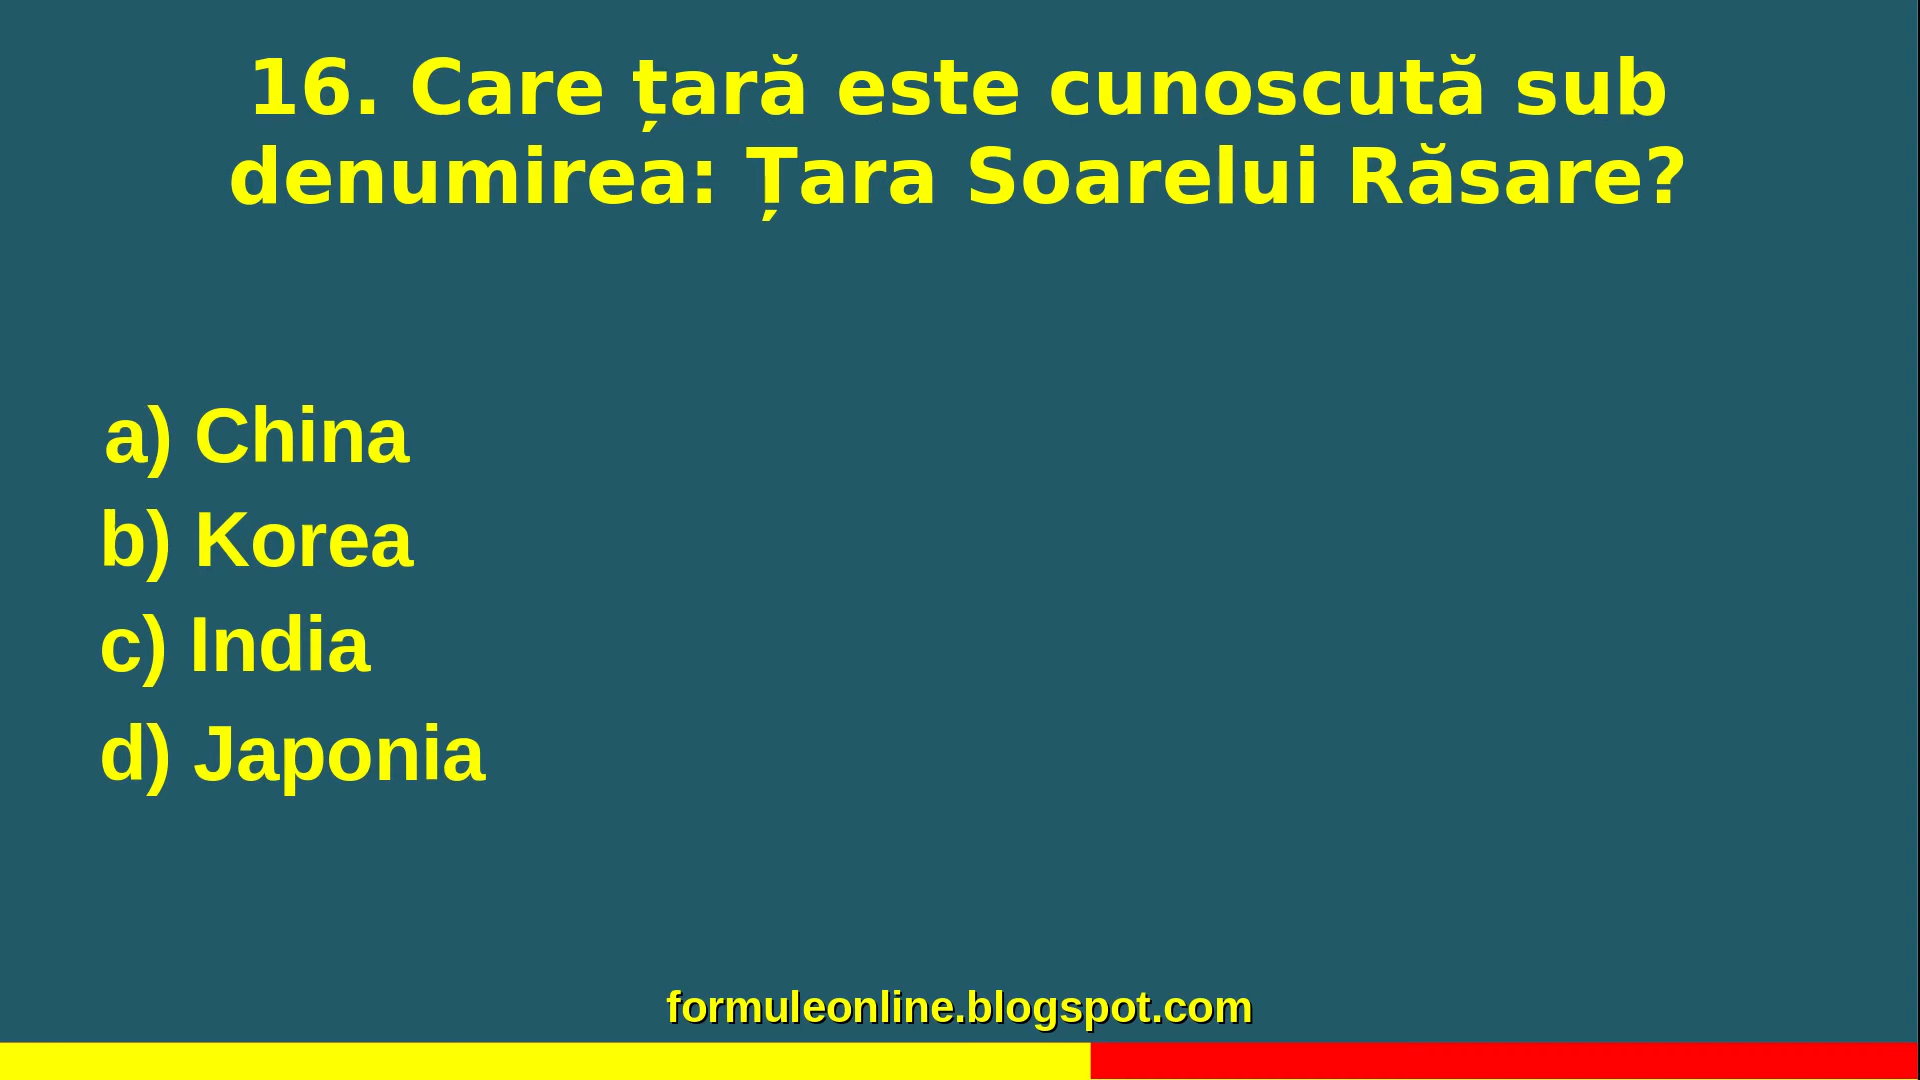 16. Care țară este cunoscută sub
denumirea: Țara Soarelui Răsare?
a) China
b) Korea
c) India
d) Japonia
formuleonline.blogspot.com